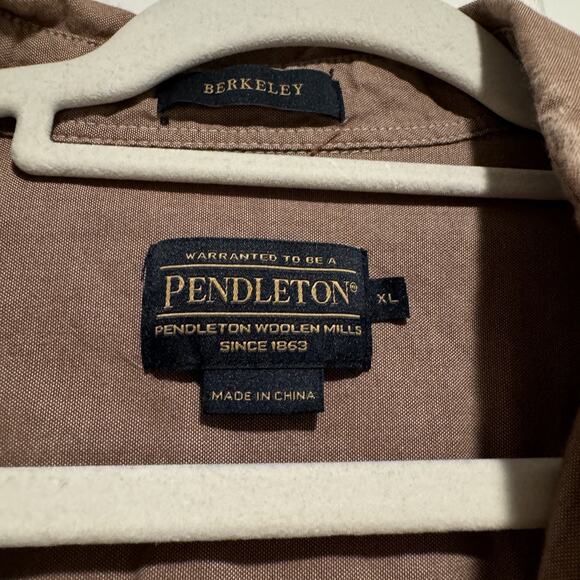 BERKELEY
WARRANTED TO BE A
PENDLETON®
XL
PENDLETON WOOLEN MILLS
SINCE 1863
MADE IN CHINA